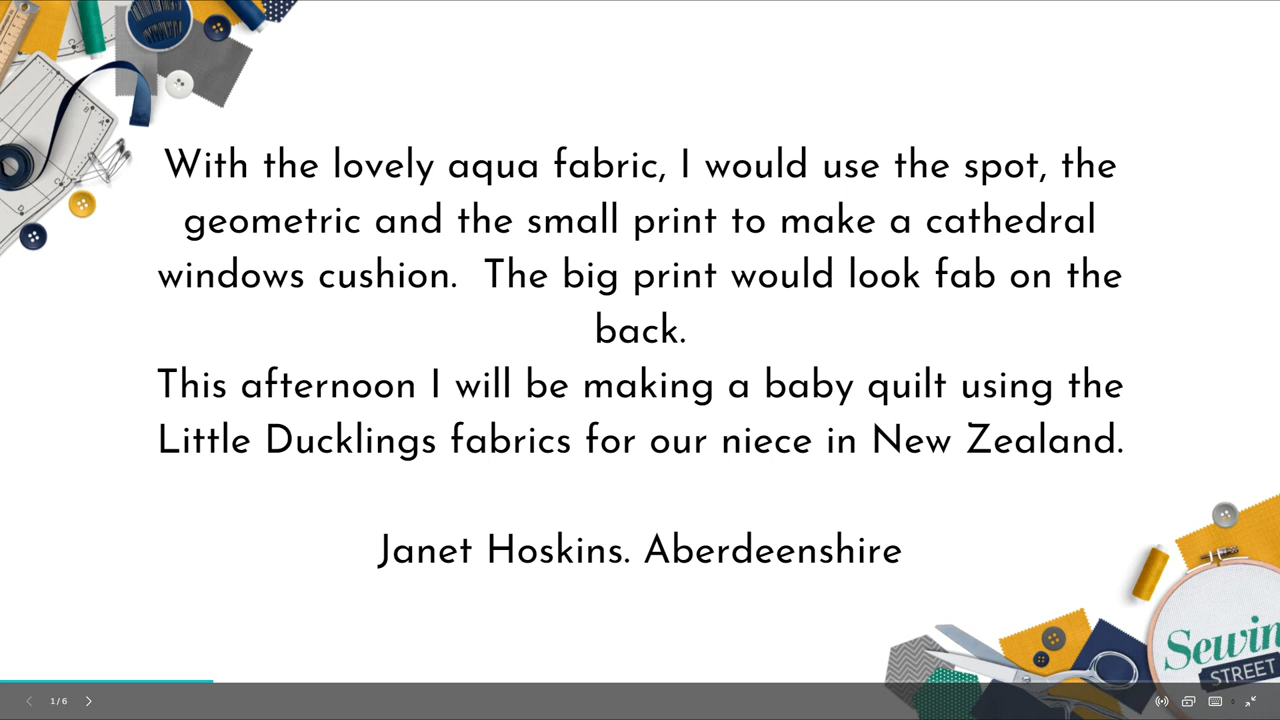 With the lovely aqua fabric, I would use the spot, the
geometric and the small print to make a cathedral
windows cushion.  The big print would look fab on the
back.
This afternoon I will be making a baby quilt using the
Little Ducklings fabrics for our niece in New Zealand.
Janet Hoskins. Aberdeenshire
Sewin
STREET
1/6